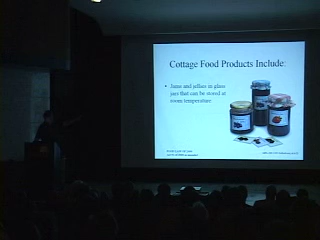 Cottage Food Products Include:
• Jams and jellies in glass
jars that can be stored at
room temperature